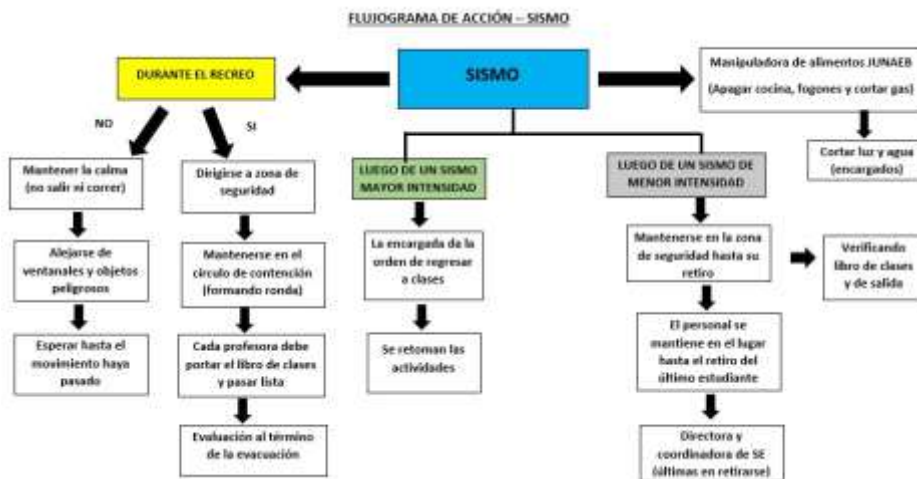 FLUJOGRAMA DE ACCIÓN – SISMO
DURANTE EL RECREO
SISMO
Manipuladora de alimentos JUNAEB
(Apagar cocina, fogones y cortar gas)
NO
SI
Cortar luz y agua
(encargados)
Mantener la calma
(no salir ni correr)
Alejarse de
ventanales y objetos
peligrosos
Esperar hasta el
movimiento haya
pasado
Dirigirse a zona de
seguridad
Mantenerse en el
círculo de contención
(formando ronda)
Cada profesora debe
portar el libro de clases
y pasar lista
Evaluación al término
de la evacuación
LUEGO DE UN SISMO
MAYOR INTENSIDAD
La encargada da la
orden de regresar
a clases
Se retoman las
actividades
LUEGO DE UN SISMO DE
MENOR INTENSIDAD
Mantenerse en la zona
de seguridad hasta su
retiro
Verificando
libro de clases
y de salida
El personal se
mantiene en el lugar
hasta el retiro del
último estudiante
Directora y
coordinadora de SE
(últimas en retirarse)